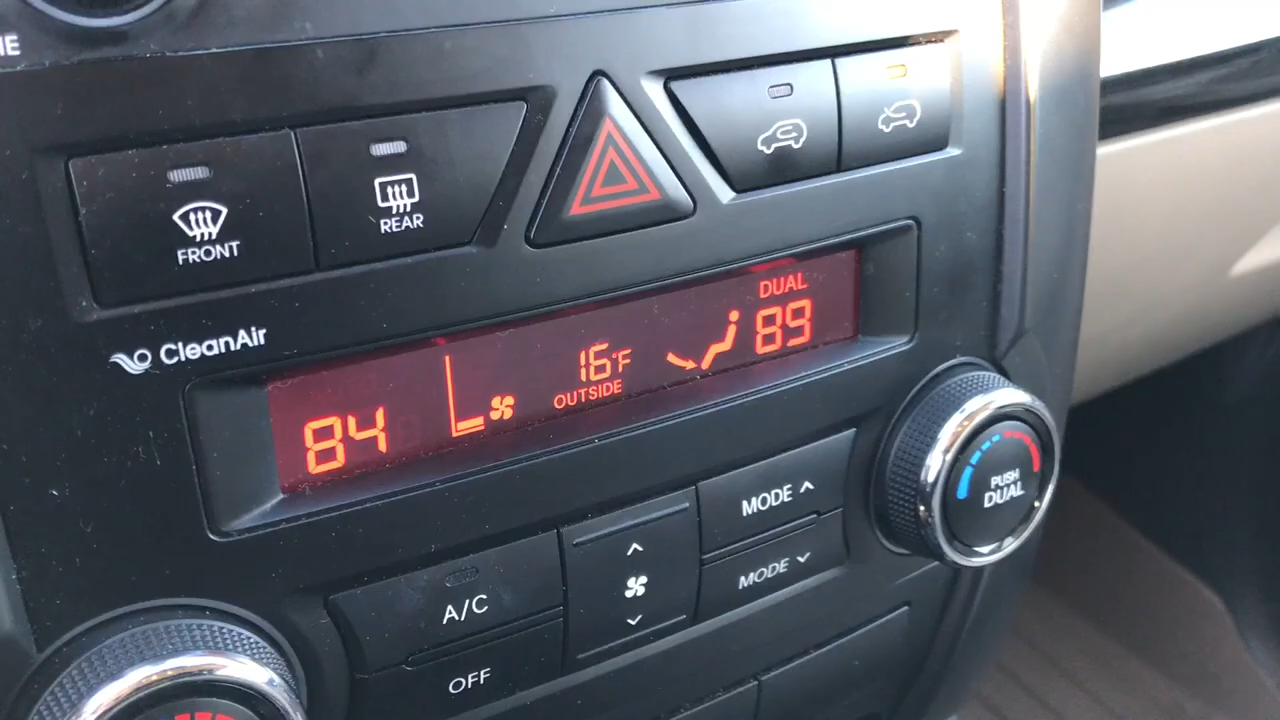 FRONT
REAR
CleanAir
84
16°F
OUTSIDE
DUAL
89
MODE
MODE
A/C
OFF
PUSH
DUAL